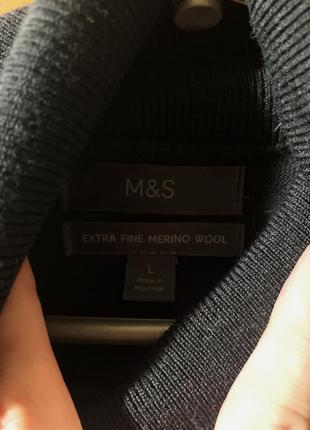 M&S
EXTRA FINE MERINO WOOL
L
Made in
Myanmar